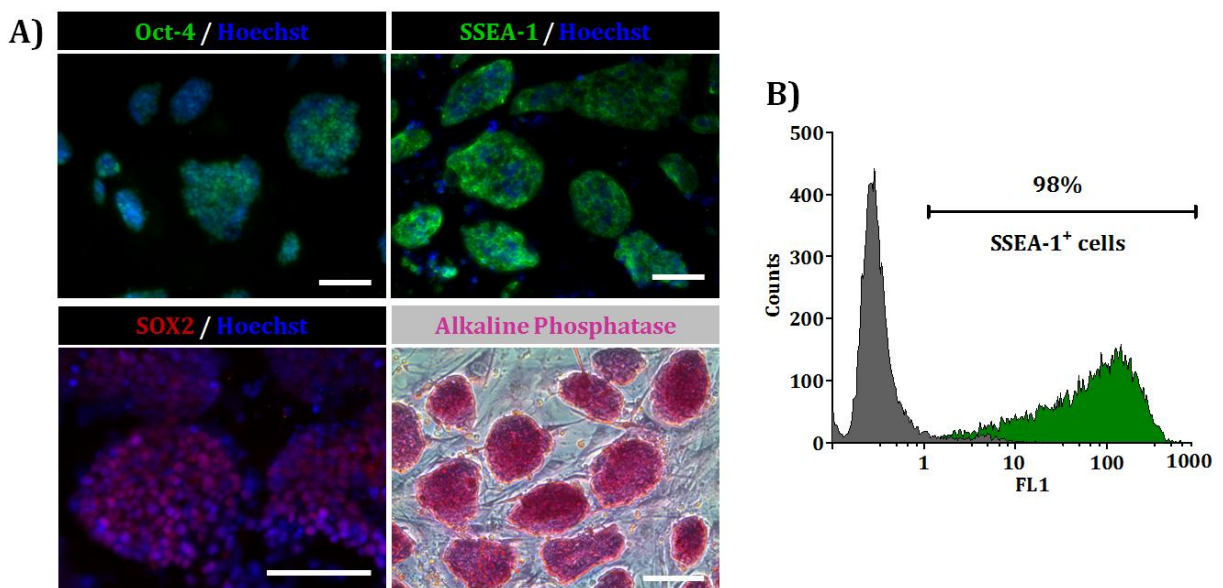 A)
Oct-4 / Hoechst
SSEA-1 / Hoechst
SOX2 / Hoechst
Alkaline Phosphatase
B)
500
400
300
200
100
0
Counts
98%
SSEA-1⁺ cells
1 10 100 1000
FL1